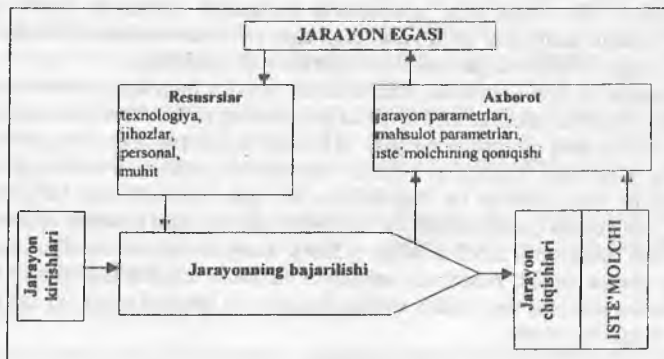 JARAYON EGASI
Resusrslar
texnologiya,
jihozlar,
personal,
muhit
Axborot
jarayon parametrlari,
mahsulot parametrlari,
iste'molchining qoniqishi
Jarayon
kirishlari
Jarayonning bajarilishi
Jarayon
chiqishlari
ISTE'MOLCHI